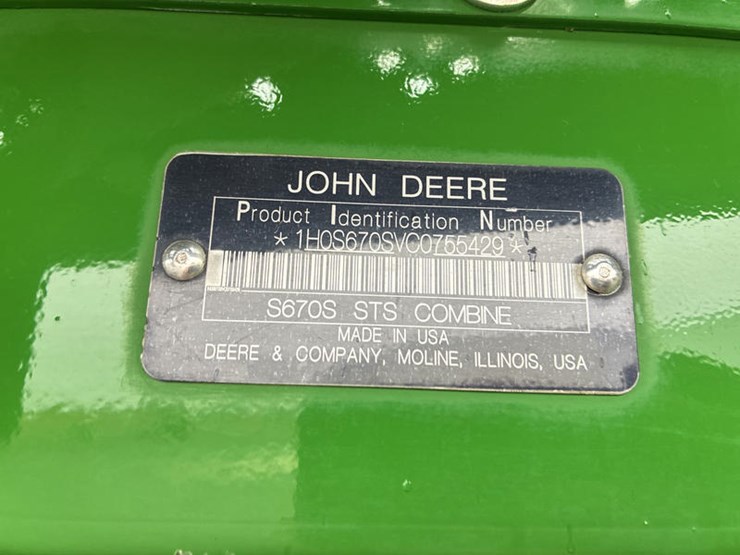 JOHN DEERE
Product Identification Number
*1H0S670SVC0755429*
S670S STS COMBINE
MADE IN USA
DEERE & COMPANY, MOLINE, ILLINOIS, USA